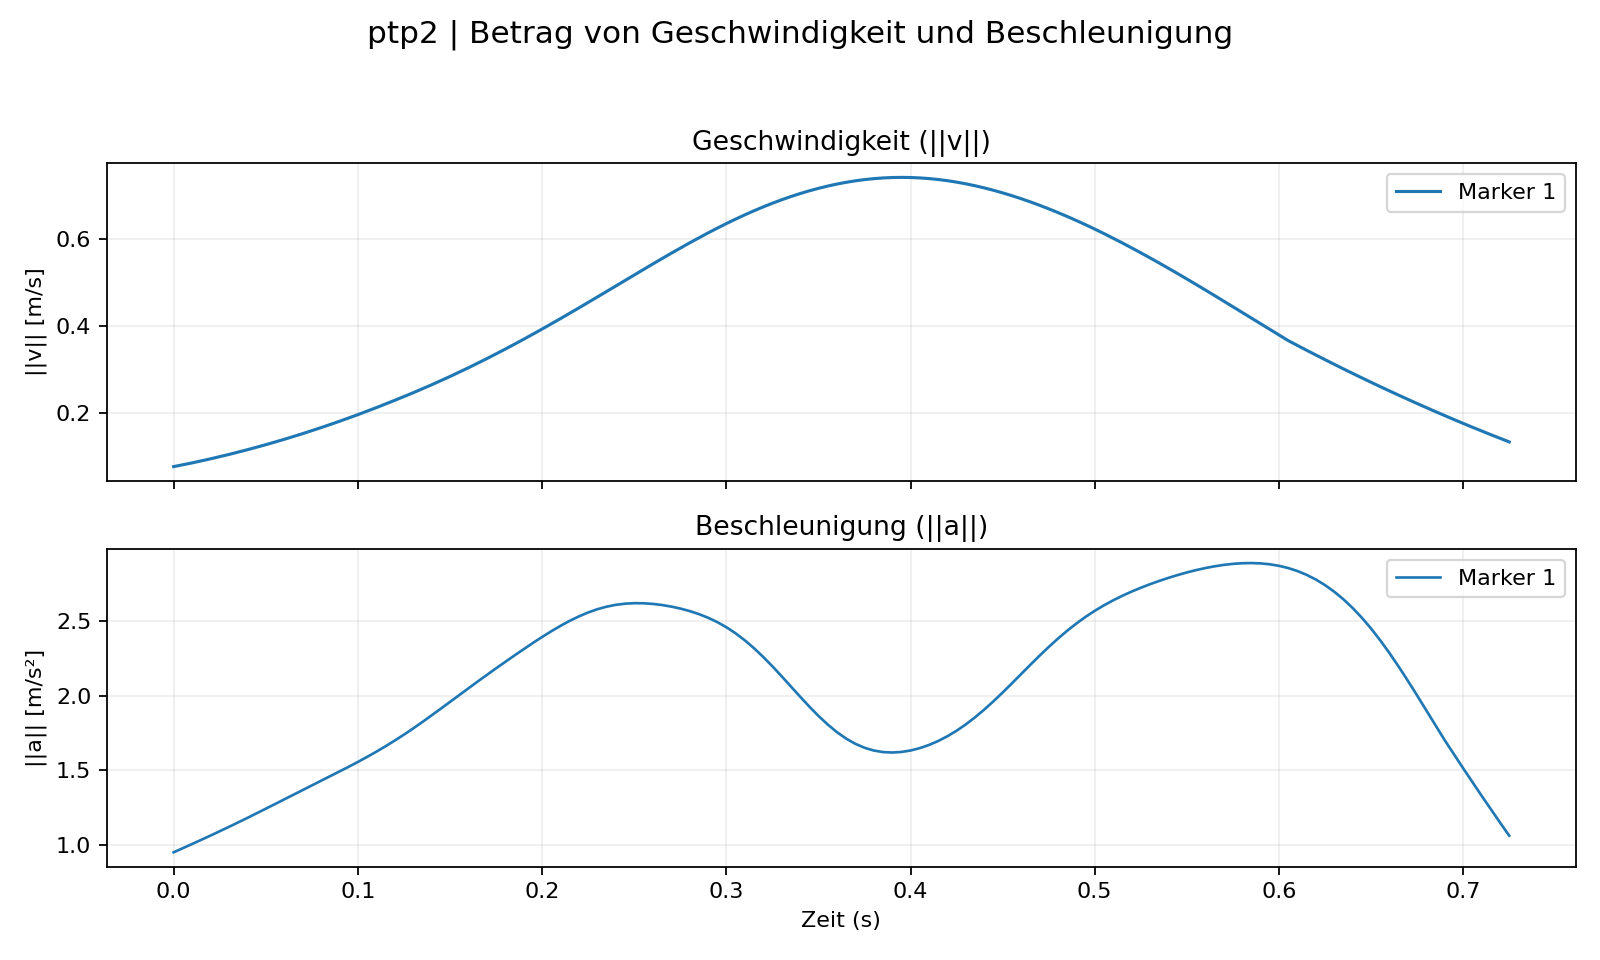 ptp2 | Betrag von Geschwindigkeit und Beschleunigung
Geschwindigkeit (||v||)
||v|| [m/s]
0.6
0.4
0.2
Marker 1
Beschleunigung (||a||)
||a|| [m/s²]
2.5
2.0
1.5
1.0
Marker 1
0.0 0.1 0.2 0.3 0.4 0.5 0.6 0.7
Zeit (s)